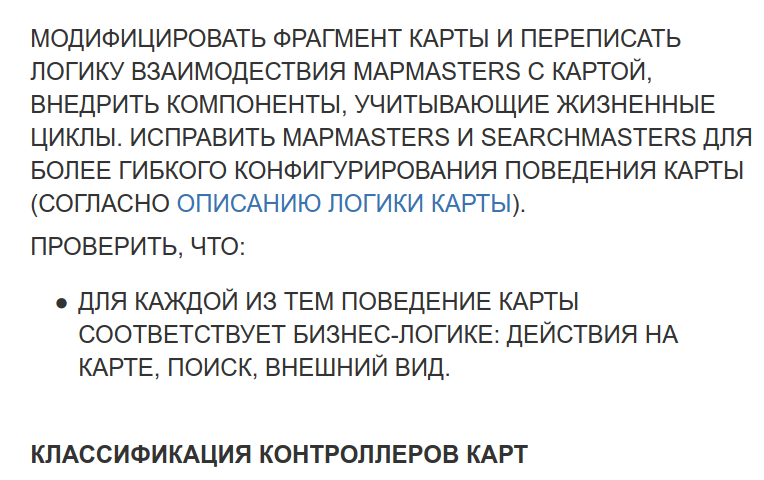 МОДИФИЦИРОВАТЬ ФРАГМЕНТ КАРТЫ И ПЕРЕПИСАТЬ
ЛОГИКУ ВЗАИМОДЕСТВИЯ MAPMASTERS С КАРТОЙ,
ВНЕДРИТЬ КОМПОНЕНТЫ, УЧИТЫВАЮЩИЕ ЖИЗНЕННЫЕ
ЦИКЛЫ. ИСПРАВИТЬ MAPMASTERS И SEARCHMASTERS ДЛЯ
БОЛЕЕ ГИБКОГО КОНФИГУРИРОВАНИЯ ПОВЕДЕНИЯ КАРТЫ
(СОГЛАСНО ОПИСАНИЮ ЛОГИКИ КАРТЫ).
ПРОВЕРИТЬ, ЧТО:
● ДЛЯ КАЖДОЙ ИЗ ТЕМ ПОВЕДЕНИЕ КАРТЫ
СООТВЕТСТВУЕТ БИЗНЕС-ЛОГИКЕ: ДЕЙСТВИЯ НА
КАРТЕ, ПОИСК, ВНЕШНИЙ ВИД.
КЛАССИФИКАЦИЯ КОНТРОЛЛЕРОВ КАРТ